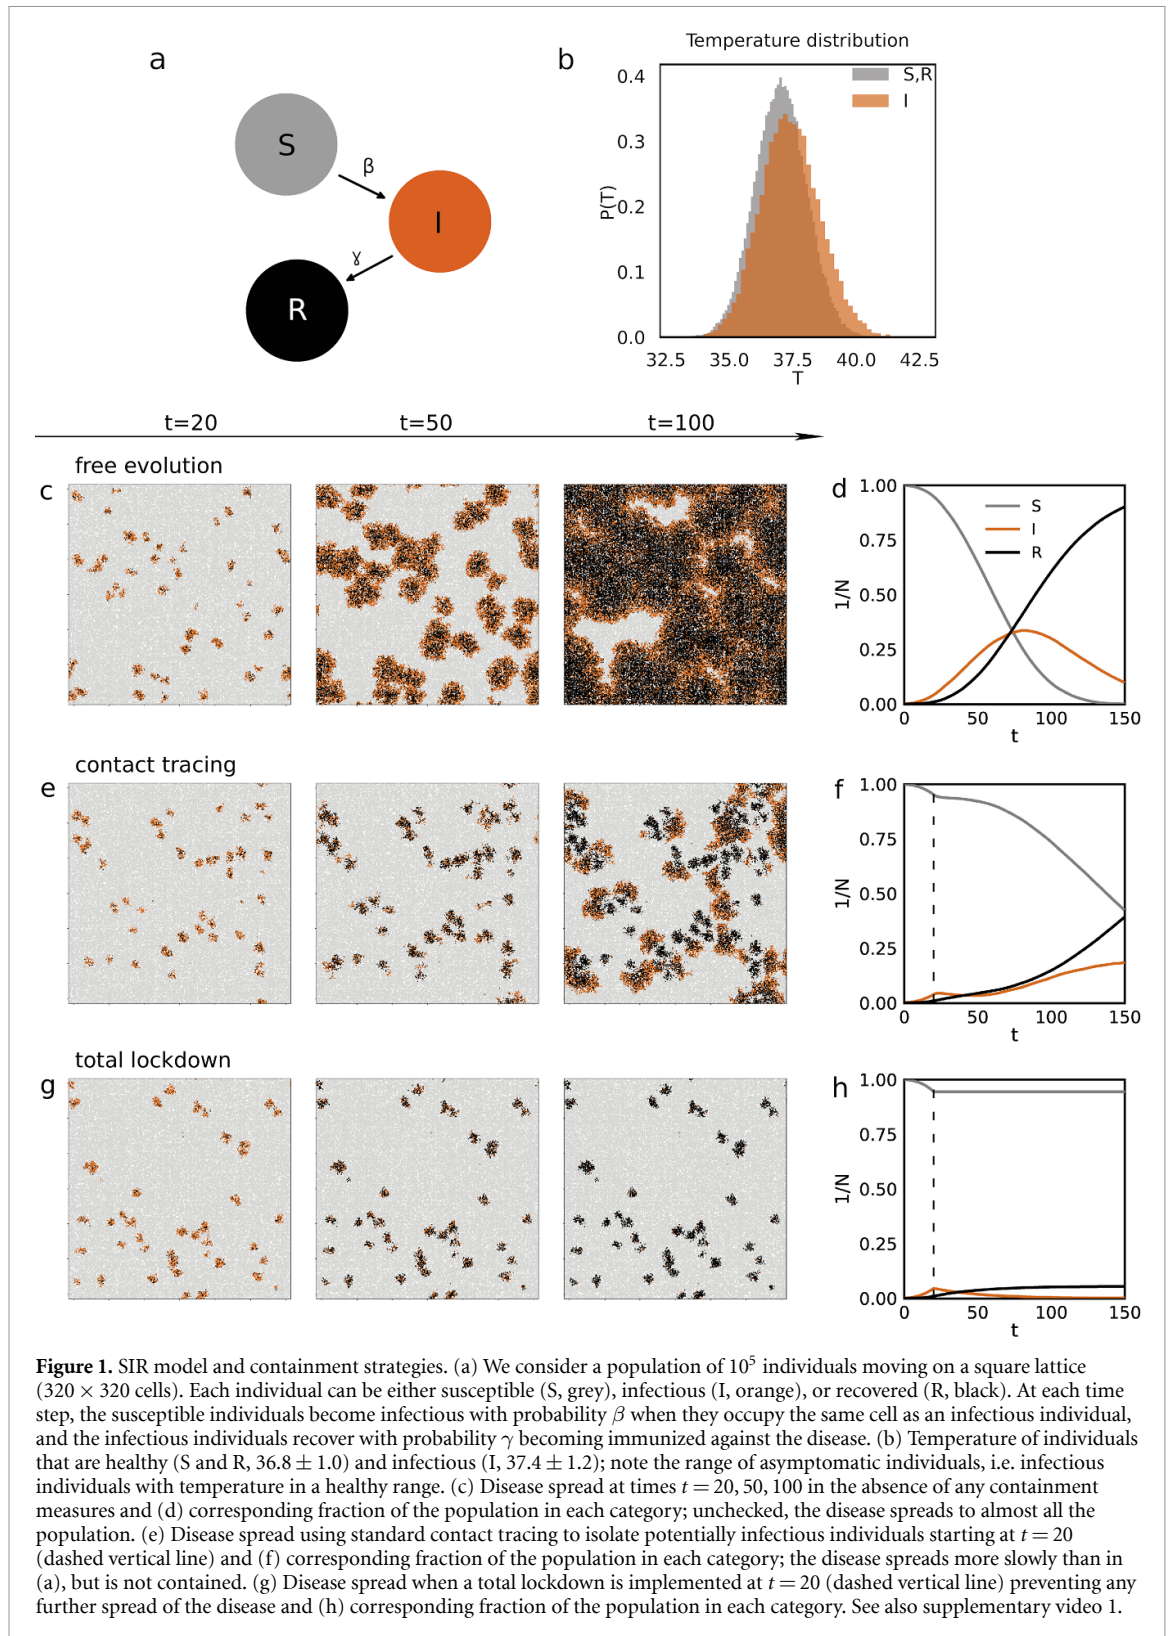 a
S
β
I
γ
R
b
Temperature distribution
S,R
I
P(T)
0.4
0.3
0.2
0.1
0.0
32.5 35.0 37.5 40.0 42.5
T
t=20 t=50 t=100
free evolution
c
d
1.00
0.75
0.50
0.25
0.00
1/N
S
I
R
0 50 100 150
t
contact tracing
e
f
1.00
0.75
0.50
0.25
0.00
1/N
0 50 100 150
t
total lockdown
g
h
1.00
0.75
0.50
0.25
0.00
1/N
0 50 100 150
t
Figure 1. SIR model and containment strategies. (a) We consider a population of 10⁵ individuals moving on a square lattice
(320 × 320 cells). Each individual can be either susceptible (S, grey), infectious (I, orange), or recovered (R, black). At each time
step, the susceptible individuals become infectious with probability β when they occupy the same cell as an infectious individual,
and the infectious individuals recover with probability γ becoming immunized against the disease. (b) Temperature of individuals
that are healthy (S and R, 36.8 ± 1.0) and infectious (I, 37.4 ± 1.2); note the range of asymptomatic individuals, i.e. infectious
individuals with temperature in a healthy range. (c) Disease spread at times t = 20, 50, 100 in the absence of any containment
measures and (d) corresponding fraction of the population in each category; unchecked, the disease spreads to almost all the
population. (e) Disease spread using standard contact tracing to isolate potentially infectious individuals starting at t = 20
(dashed vertical line) and (f) corresponding fraction of the population in each category; the disease spreads more slowly than in
(a), but is not contained. (g) Disease spread when a total lockdown is implemented at t = 20 (dashed vertical line) preventing any
further spread of the disease and (h) corresponding fraction of the population in each category. See also supplementary video 1.